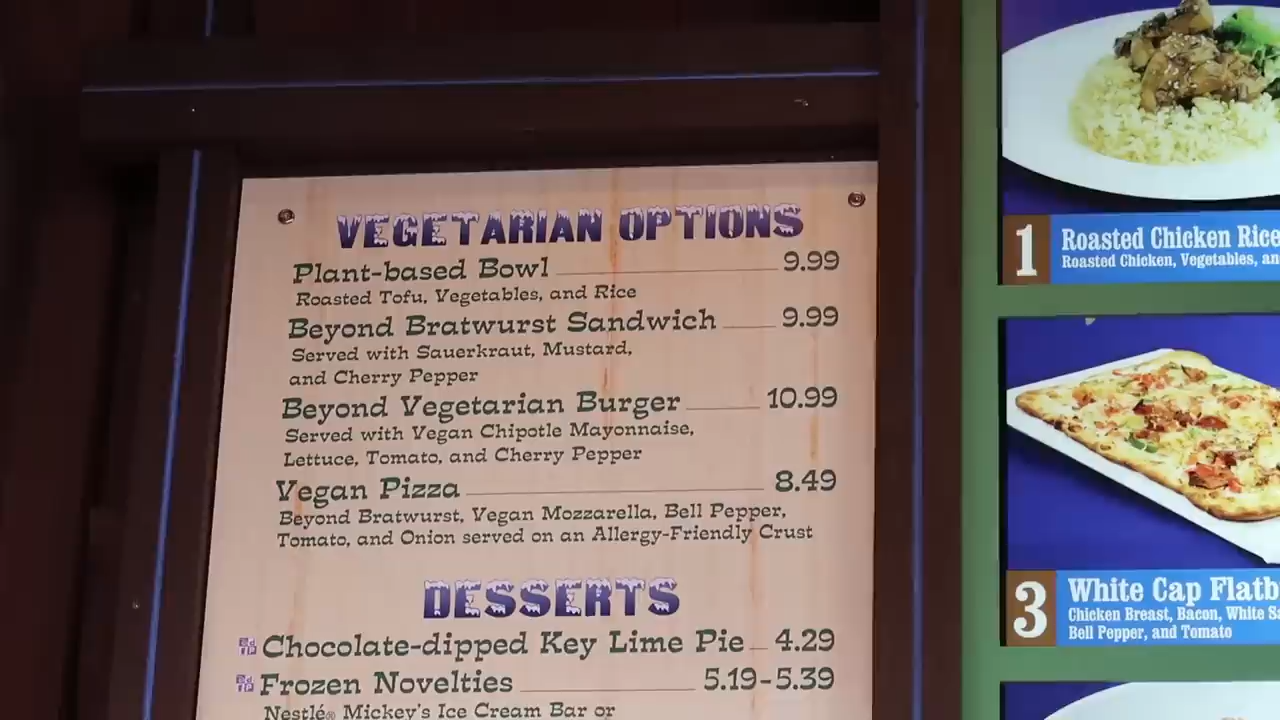 VEGETARIAN OPTIONS
Plant-based Bowl 9.99
Roasted Tofu, Vegetables, and Rice
Beyond Bratwurst Sandwich 9.99
Served with Sauerkraut, Mustard,
and Cherry Pepper
Beyond Vegetarian Burger 10.99
Served with Vegan Chipotle Mayonnaise,
Lettuce, Tomato, and Cherry Pepper
Vegan Pizza 8.49
Beyond Bratwurst, Vegan Mozzarella, Bell Pepper,
Tomato, and Onion served on an Allergy-Friendly Crust
DESSERTS
Chocolate-dipped Key Lime Pie 4.29
Frozen Novelties 5.19-5.39
Nestlé® Mickey's Ice Cream Bar or
1 Roasted Chicken Rice
Roasted Chicken, Vegetables, an
3 White Cap Flatb
Chicken Breast, Bacon, White Sa
Bell Pepper, and Tomato